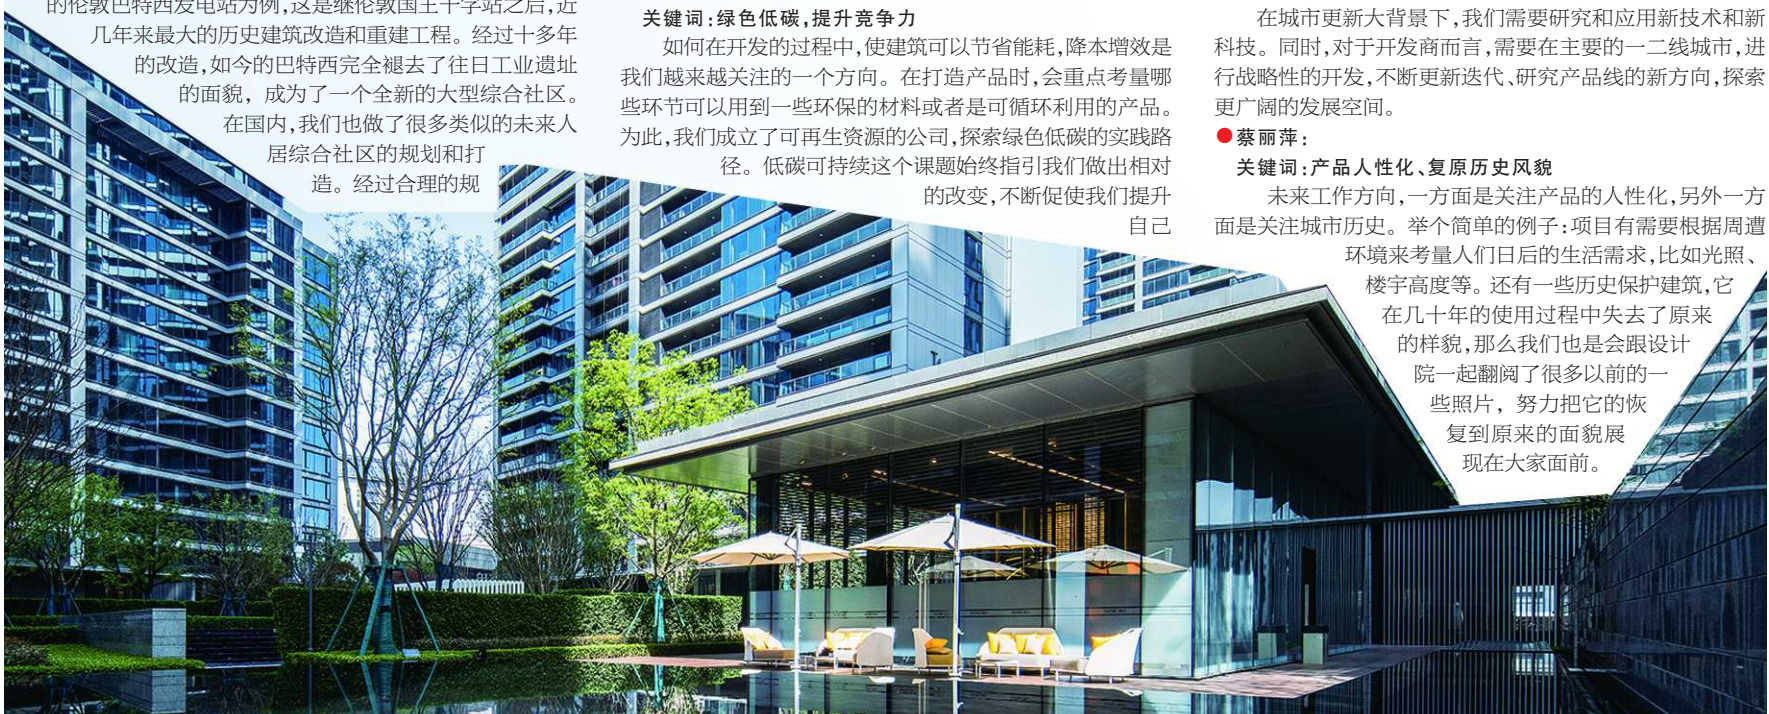 的伦敦巴特西发电站为例,这是继伦敦国王十字站之后,近
几年来最大的历史建筑改造和重建工程。经过十多年
的改造,如今的巴特西完全褪去了往日工业遗址
的面貌，成为了一个全新的大型综合社区。
在国内,我们也做了很多类似的未来人
居综合社区的规划和打
造。经过合理的规
关键词:绿色低碳,提升竞争力
如何在开发的过程中,使建筑可以节省能耗,降本增效是
我们越来越关注的一个方向。在打造产品时,会重点考量哪
些环节可以用到一些环保的材料或者是可循环利用的产品。
为此,我们成立了可再生资源的公司,探索绿色低碳的实践路
径。低碳可持续这个课题始终指引我们做出相对
的改变,不断促使我们提升
自己
在城市更新大背景下,我们需要研究和应用新技术和新
科技。同时,对于开发商而言,需要在主要的一二线城市,进
行战略性的开发,不断更新迭代、研究产品线的新方向,探索
更广阔的发展空间。
●蔡丽萍:
关键词:产品人性化、复原历史风貌
未来工作方向,一方面是关注产品的人性化,另外一方
面是关注城市历史。举个简单的例子:项目有需要根据周遭
环境来考量人们日后的生活需求,比如光照、
楼宇高度等。还有一些历史保护建筑,它
在几十年的使用过程中失去了原来
的样貌,那么我们也是会跟设计
院一起翻阅了很多以前的一
些照片，努力把它的恢
复到原来的面貌展
现在大家面前。